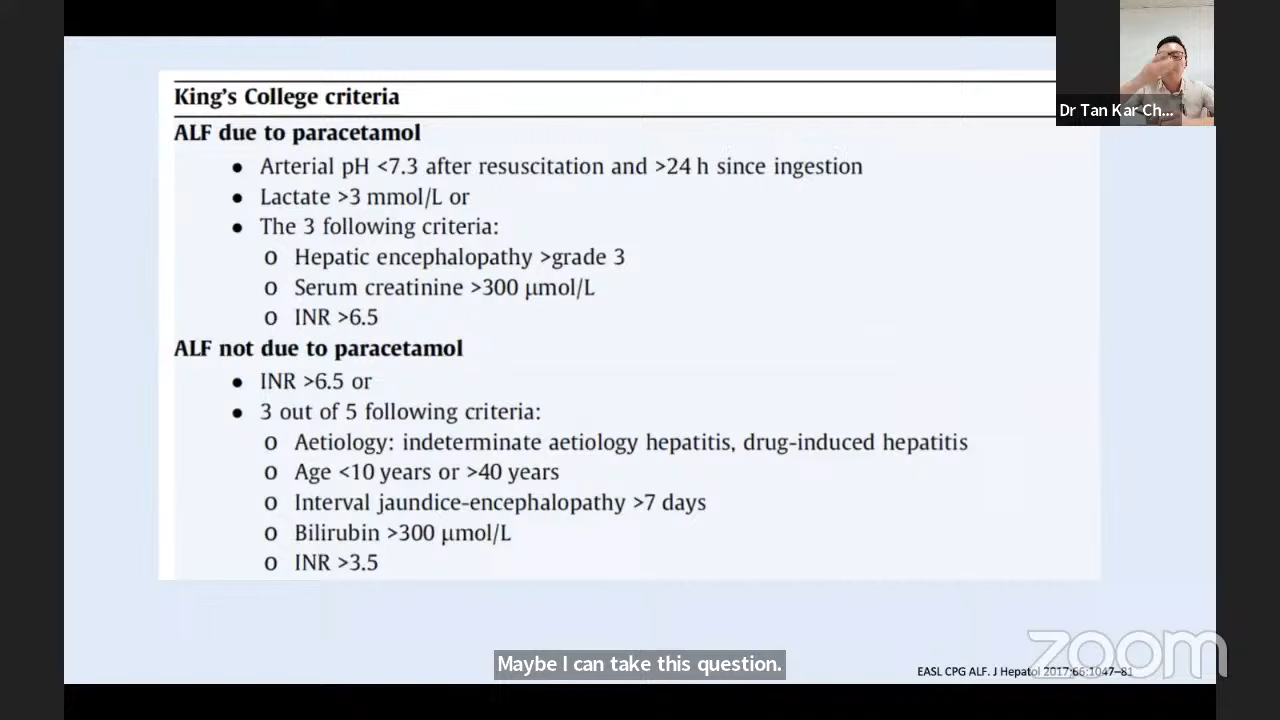 King's College criteria
Dr Tan Kar Ch...
ALF due to paracetamol
● Arterial pH <7.3 after resuscitation and >24 h since ingestion
● Lactate >3 mmol/L or
● The 3 following criteria:
o Hepatic encephalopathy >grade 3
o Serum creatinine >300 μmol/L
o INR >6.5
ALF not due to paracetamol
● INR >6.5 or
● 3 out of 5 following criteria:
o Aetiology: indeterminate aetiology hepatitis, drug-induced hepatitis
o Age <10 years or >40 years
o Interval jaundice-encephalopathy >7 days
o Bilirubin >300 μmol/L
o INR >3.5
Maybe I can take this question.
zoom
EASL CPG ALF. J Hepatol 2017;66:1047–81